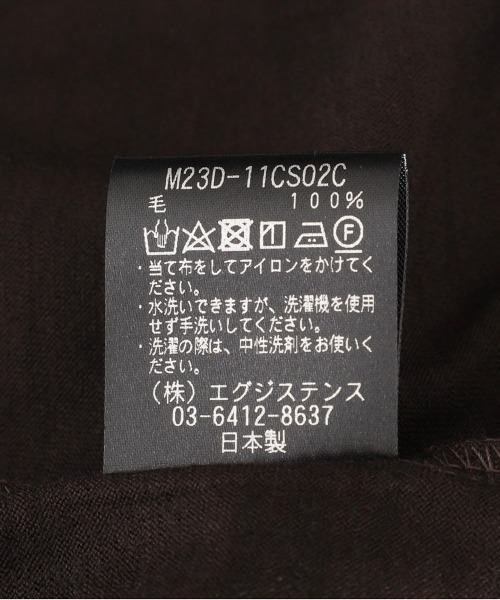 M23D-11CS02C
毛 100%
F
・当て布をしてアイロンをかけてく
ださい。
・水洗いできますが、洗濯機を使用
せず手洗いしてください。
・洗濯の際は、中性洗剤をお使いく
ださい。
（株）エグジステンス
03-6412-8637
日本製